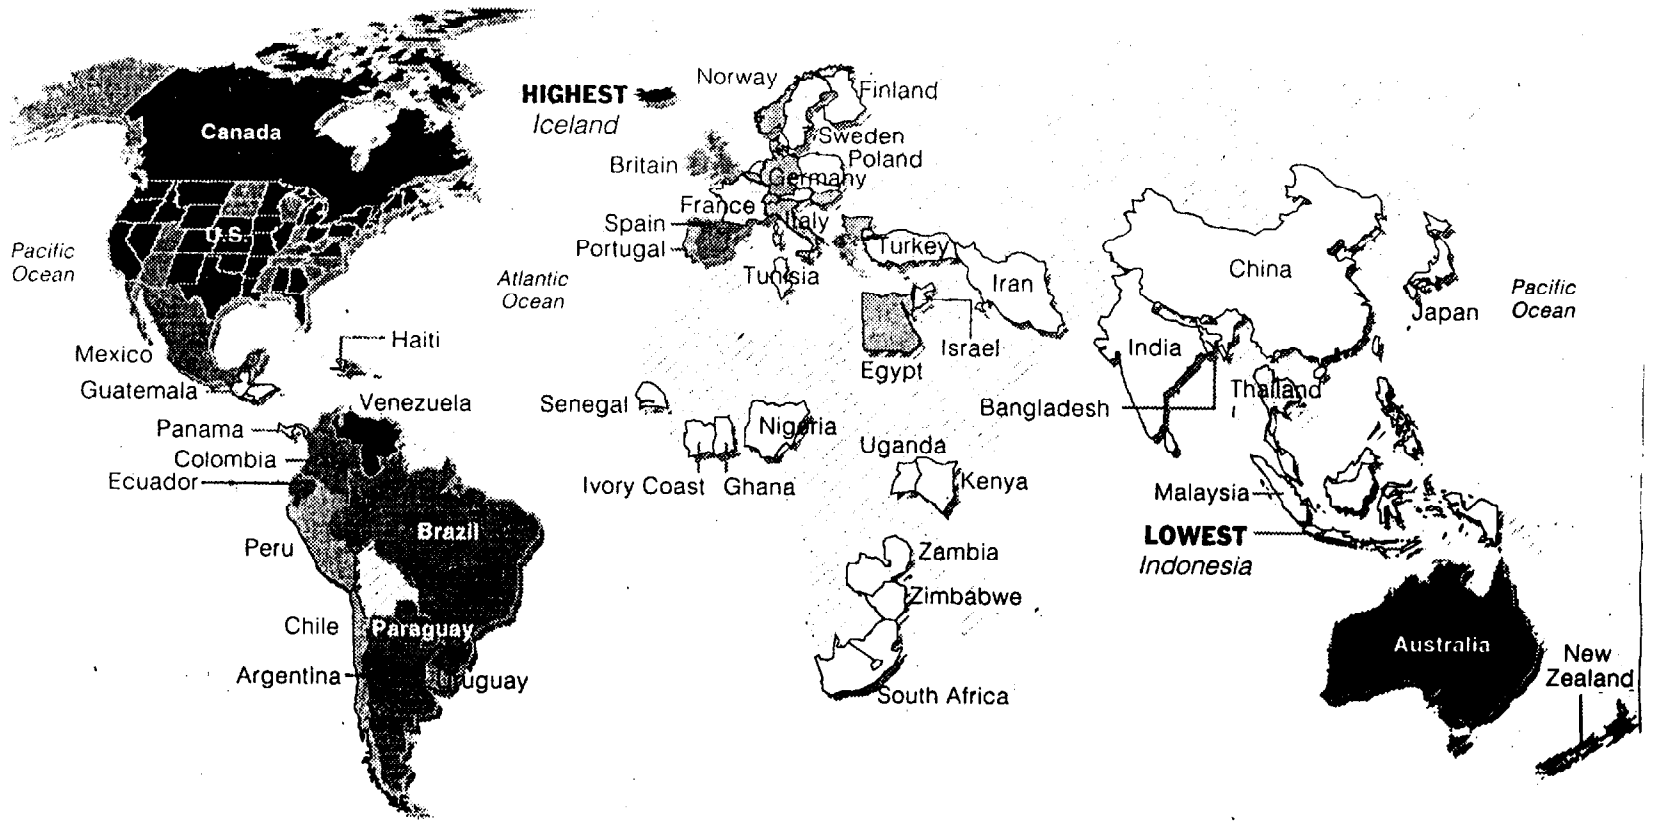 Norway
HIGHEST
Iceland
Finland
Canada
Sweden
Britain
Poland
Germany
France
Spain
Italy
U.S.
Portugal
Turkey
Pacific
Ocean
Atlantic
Ocean
Tunisia
Iran
China
Pacific
Ocean
Japan
Mexico
Haiti
Israel
India
Egypt
Guatemala
Thailand
Venezuela
Senegal
Bangladesh
Panama
Nigeria
Colombia
Uganda
Ecuador
Ivory Coast
Ghana
Kenya
Malaysia
Brazil
LOWEST
Indonesia
Peru
Zambia
Zimbabwe
Chile
Paraguay
Australia
New
Zealand
Argentina
Uruguay
South Africa